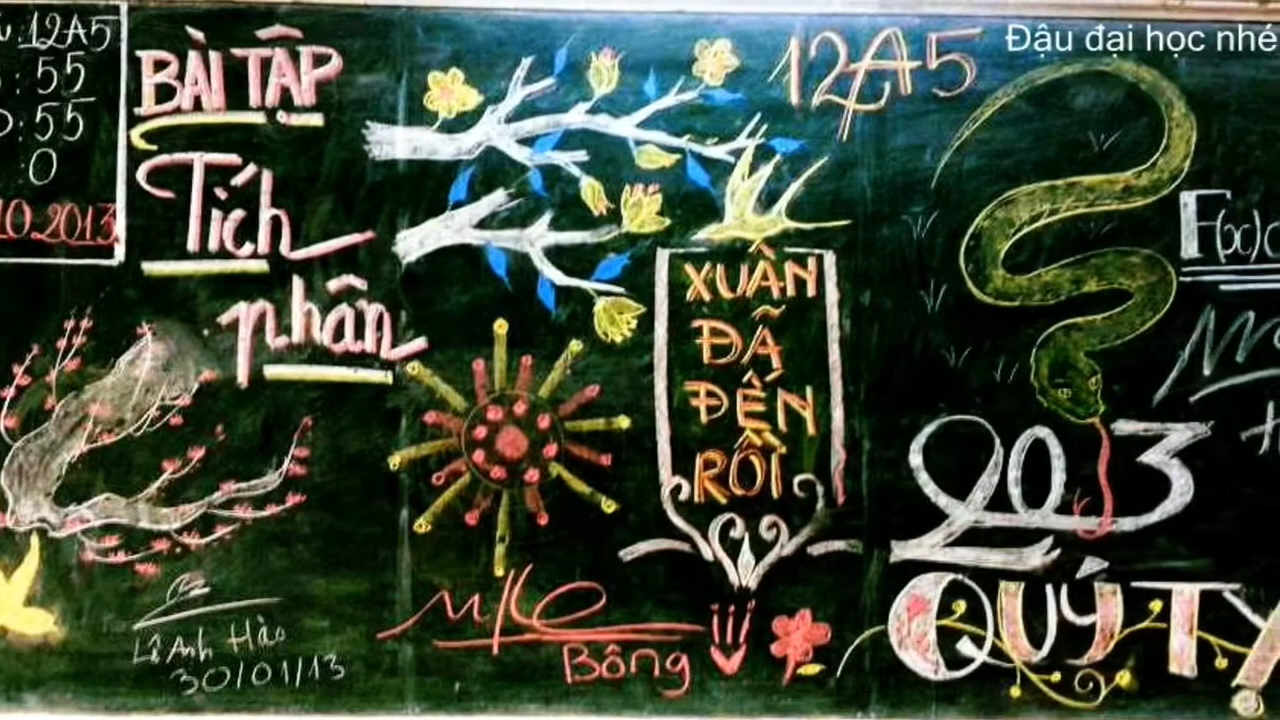 12A5
55
55
0
10.2013
BÀI TẬP
Tích
phân
12A5
Đậu đại học nhé
XUÂN
ĐÃ
ĐẾN
RỒI
F(x)
2013
QUÝ TỴ
Bông
Lê Anh Hào
30/01/13